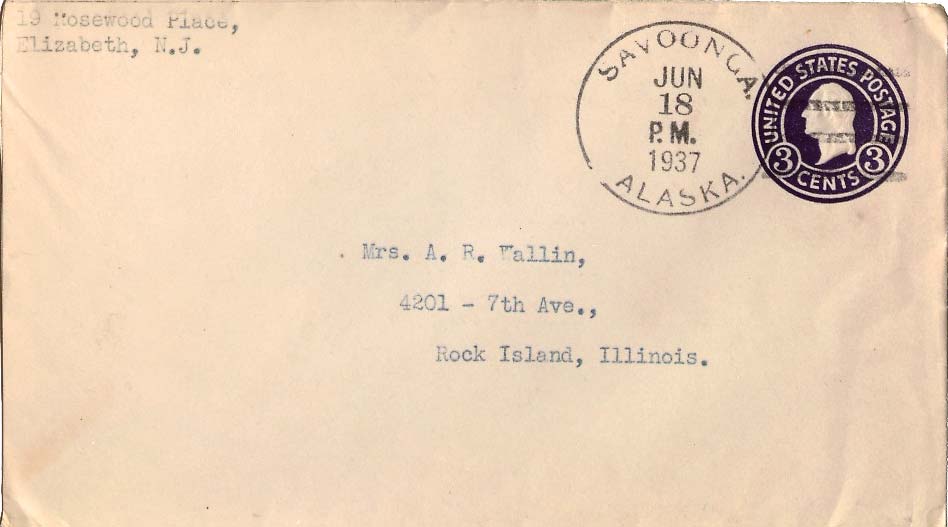 19 Rosewood Place,
Elizabeth, N.J.
SAVOONGA.
JUN
18
P.M.
1937
ALASKA.
UNITED STATES POSTAGE
3 CENTS 3
Mrs. A. R. Wallin,
4201 - 7th Ave.,
Rock Island, Illinois.